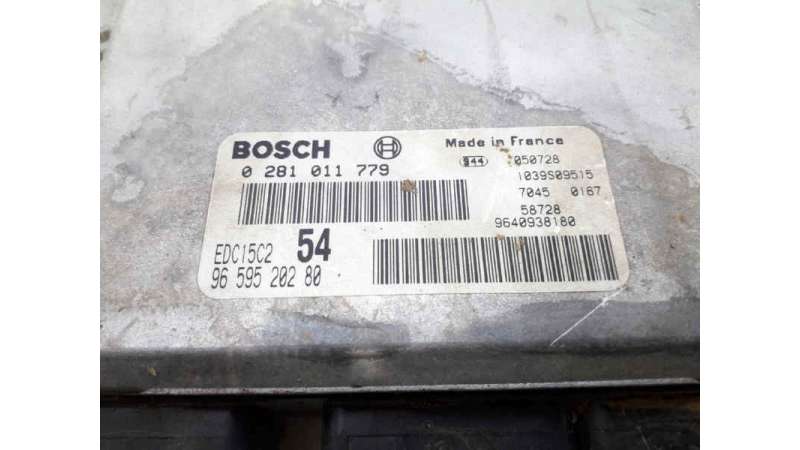 BOSCH
Made in France
0 281 011 779
944
050728
1039S09515
7045 0167
58728
9640938180
EDC15C2 54
96 595 202 80